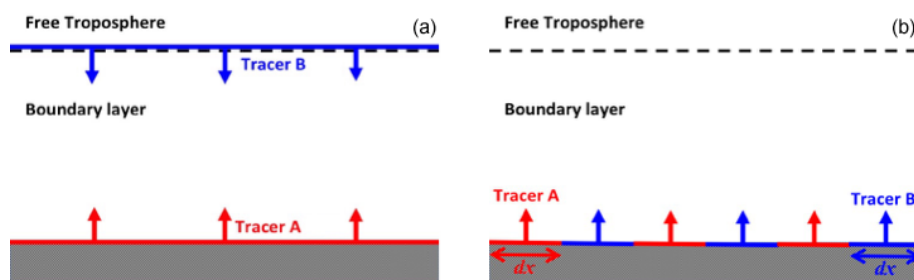 Free Troposphere
(a)
Tracer B
Boundary layer
Tracer A
Free Troposphere
(b)
Boundary layer
Tracer A
Tracer B
dx
dx